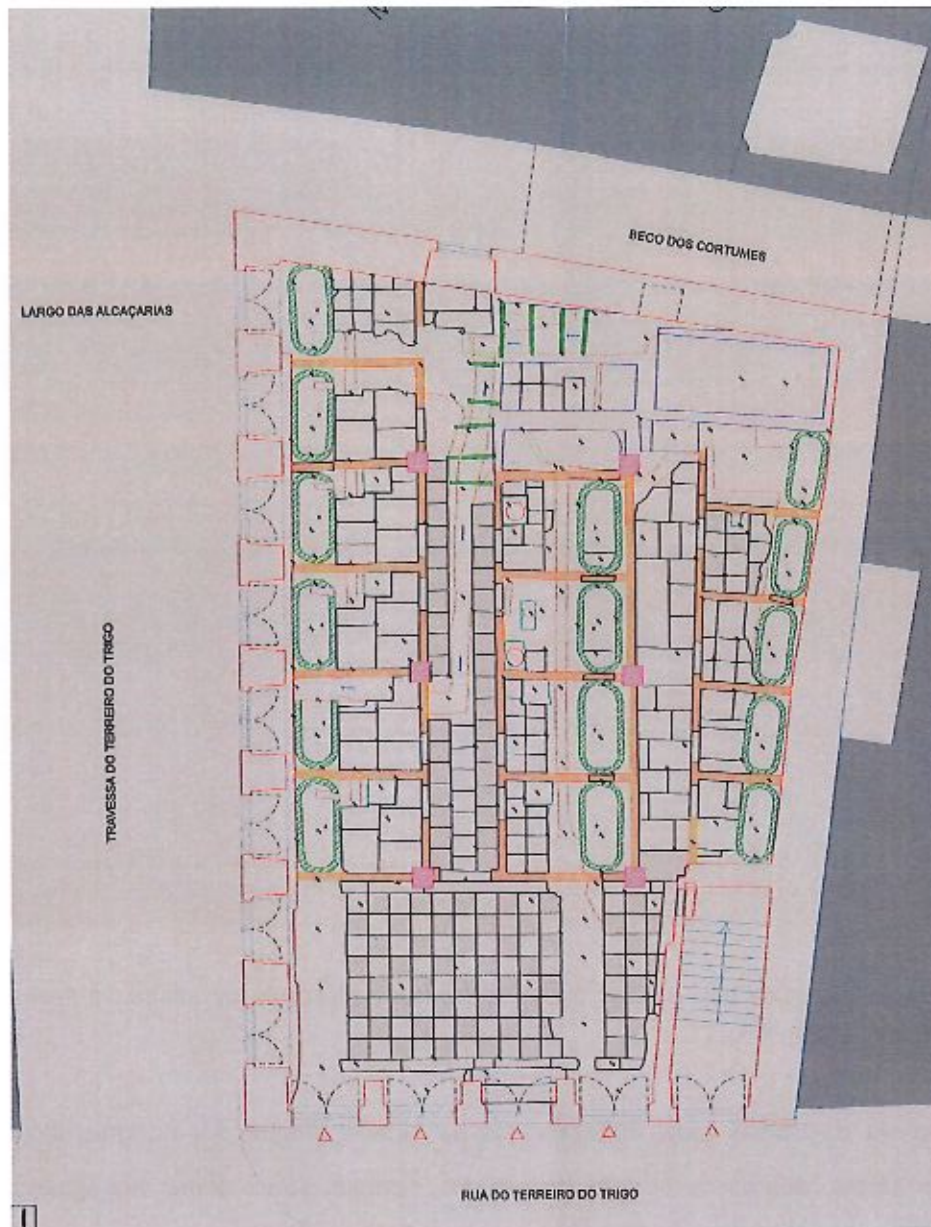 BECO DOS CORTUMES
LARGO DAS ALCAÇARIAS
TRAVESSA DO TERREIRO DO TRIGO
RUA DO TERREIRO DO TRIGO